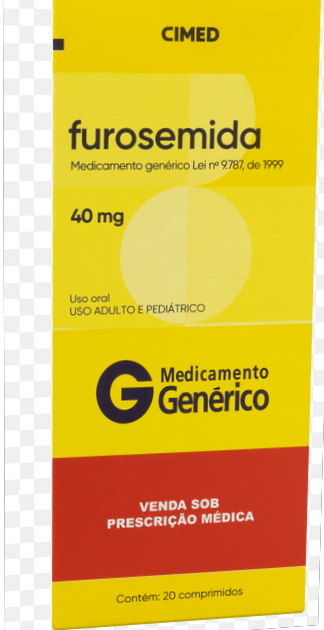 CIMED
furosemida
Medicamento genérico Lei nº 9.787, de 1999
40 mg
Uso oral
USO ADULTO E PEDIÁTRICO
G Medicamento
Genérico
VENDA SOB
PRESCRIÇÃO MÉDICA
Contém: 20 comprimidos